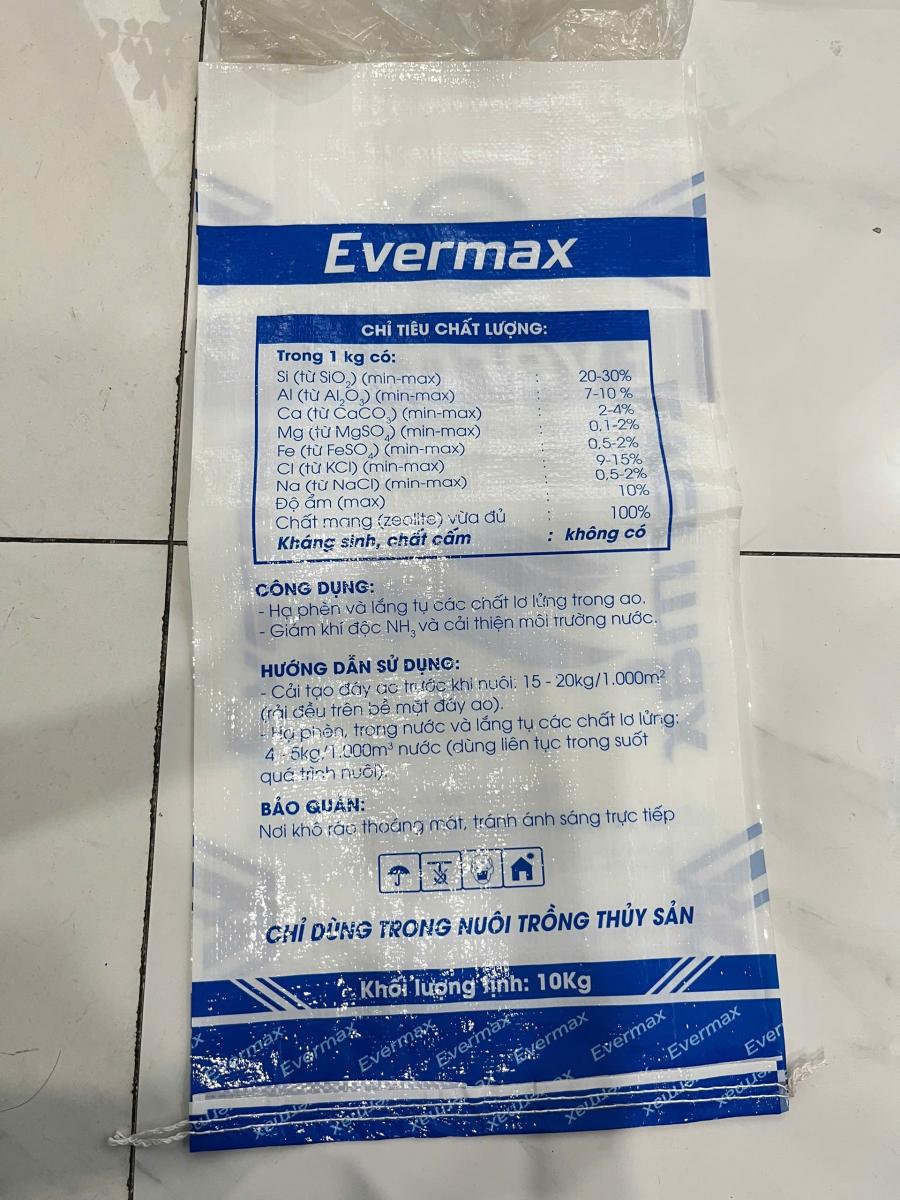 Evermax
CHỈ TIÊU CHẤT LƯỢNG:
Trong 1 kg có:
Si (từ SiO₂) (min-max) : 20-30%
Al (từ Al₂O₃) (min-max) : 7-10 %
Ca (từ CaCO₃) (min-max) : 2-4%
Mg (từ MgSO₄) (min-max) : 0,1-2%
Fe (từ FeSO₄) (min-max) : 0,5-2%
Cl (từ KCl) (min-max) : 9-15%
Na (từ NaCl) (min-max) : 0,5-2%
Độ ẩm (max) : 10%
Chất mang (zeolite) vừa đủ : 100%
Kháng sinh, chất cấm : không có
CÔNG DỤNG:
- Hạ phèn và lắng tụ các chất lơ lửng trong ao.
- Giảm khí độc NH₃ và cải thiện môi trường nước.
HƯỚNG DẪN SỬ DỤNG:
- Cải tạo đáy ao trước khi nuôi: 15 - 20kg/1.000m²
(rải đều trên bề mặt đáy ao).
- Hạ phèn, trong nước và lắng tụ các chất lơ lửng:
4 - 5kg/1.000m³ nước (dùng liên tục trong suốt
quá trình nuôi).
BẢO QUẢN:
Nơi khô ráo thoáng mát, tránh ánh sáng trực tiếp
CHỈ DÙNG TRONG NUÔI TRỒNG THỦY SẢN
Khối lượng tịnh: 10Kg
Evermax Evermax Evermax Evermax Evermax Evermax